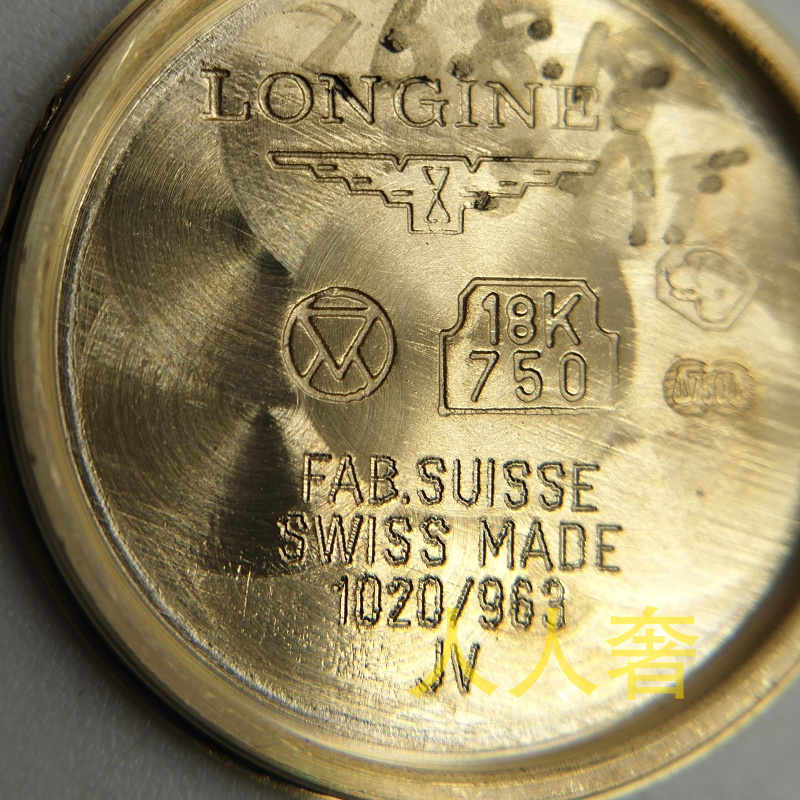 LONGINES
18K
750
FAB.SUISSE
SWISS MADE
1020/963
JV
人人奢